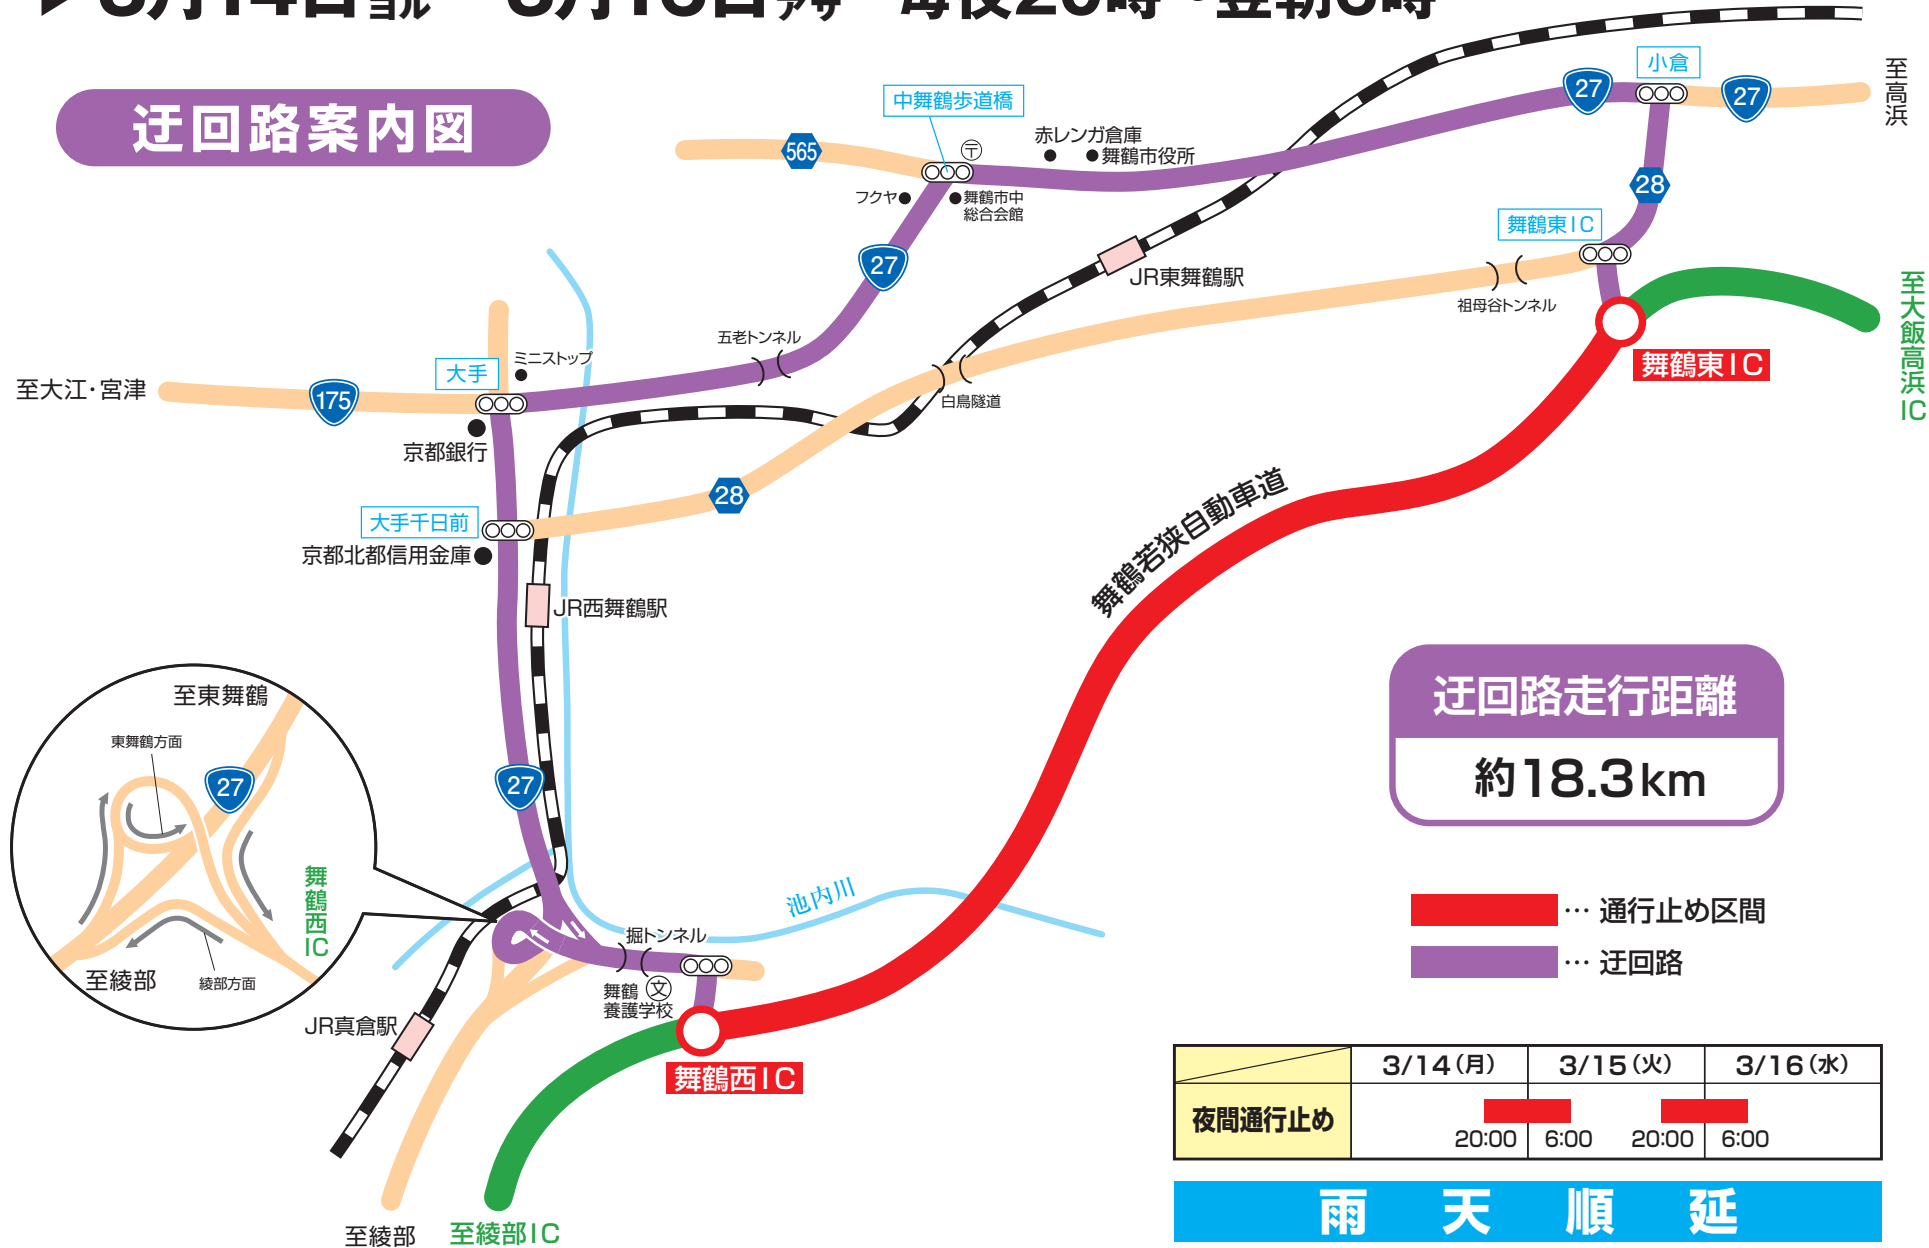 迂回路案内図
小倉
27
27
至高浜
中舞鶴歩道橋
565
〒
赤レンガ倉庫
舞鶴市役所
フクヤ
舞鶴市中
総合会館
28
舞鶴東IC
27
JR東舞鶴駅
祖母谷トンネル
至大飯高浜IC
舞鶴東IC
五老トンネル
ミニストップ
大手
至大江・宮津
175
白鳥隧道
京都銀行
28
大手千日前
京都北都信用金庫
舞鶴若狭自動車道
JR西舞鶴駅
迂回路走行距離
約18.3km
至東舞鶴
東舞鶴方面
27
27
舞鶴西IC
池内川
至綾部
綾部方面
掘トンネル
舞鶴
養護学校
文
JR真倉駅
舞鶴西IC
至綾部
至綾部IC
… 通行止め区間
… 迂回路
3/14(月) 3/15(火) 3/16(水)
夜間通行止め
20:00 6:00 20:00 6:00
雨天順延